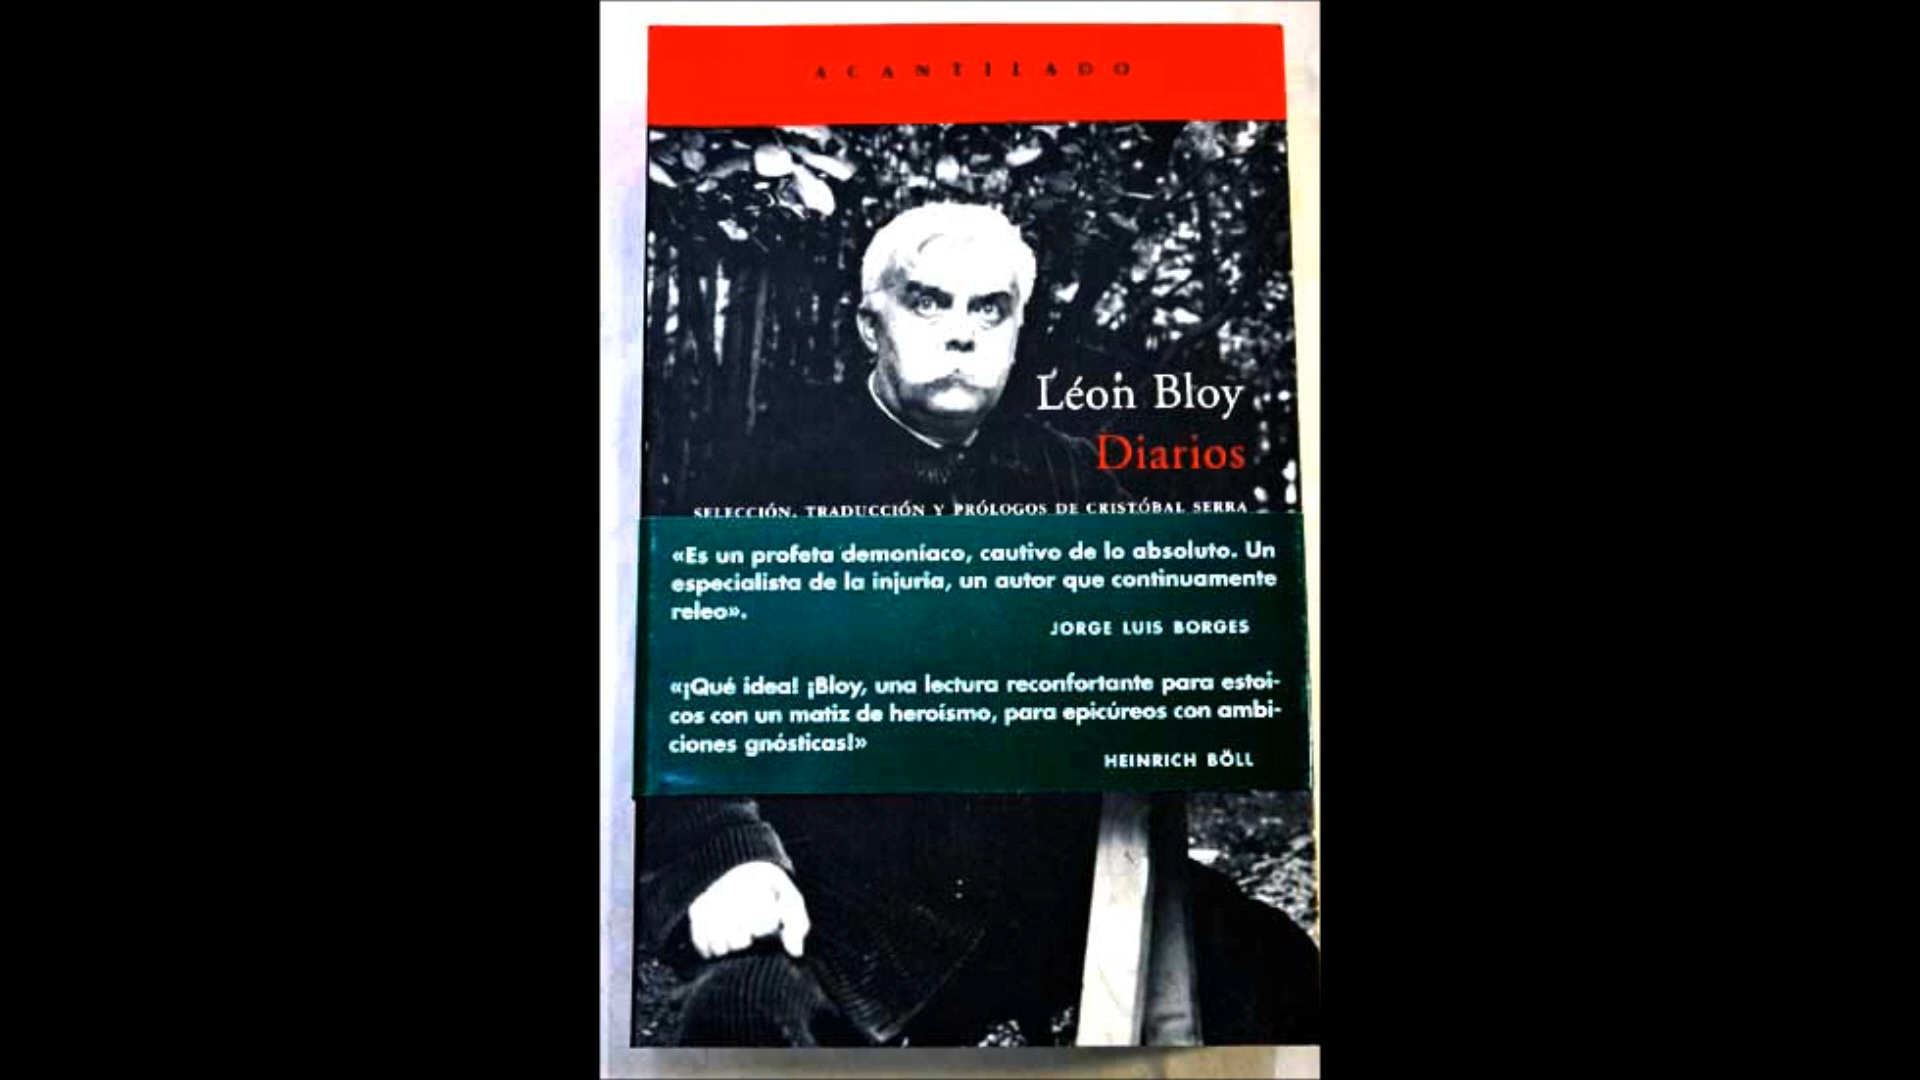 ACANTILADO
Léon Bloy
Diarios
SELECCIÓN, TRADUCCIÓN Y PRÓLOGOS DE CRISTÓBAL SERRA
«Es un profeta demoníaco, cautivo de lo absoluto. Un
especialista de la injuria, un autor que continuamente
releo».
JORGE LUIS BORGES
«¡Qué idea! ¡Bloy, una lectura reconfortante para estoi-
cos con un matiz de heroísmo, para epicúreos con ambi-
ciones gnósticas!»
HEINRICH BÖLL